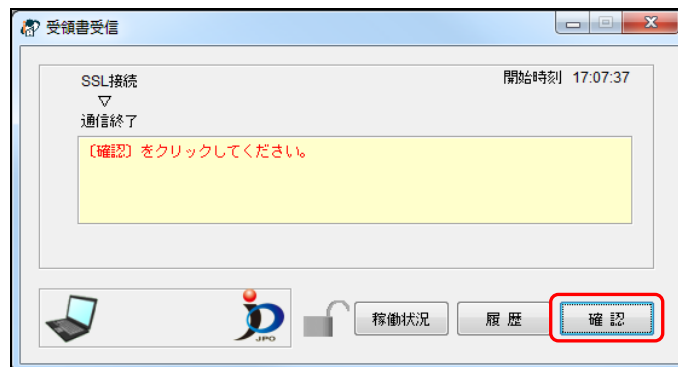 受領書受信
SSL接続
開始時刻 17:07:37
▽
通信終了
〔確認〕をクリックしてください。
JPO
稼働状況
履 歴
確 認